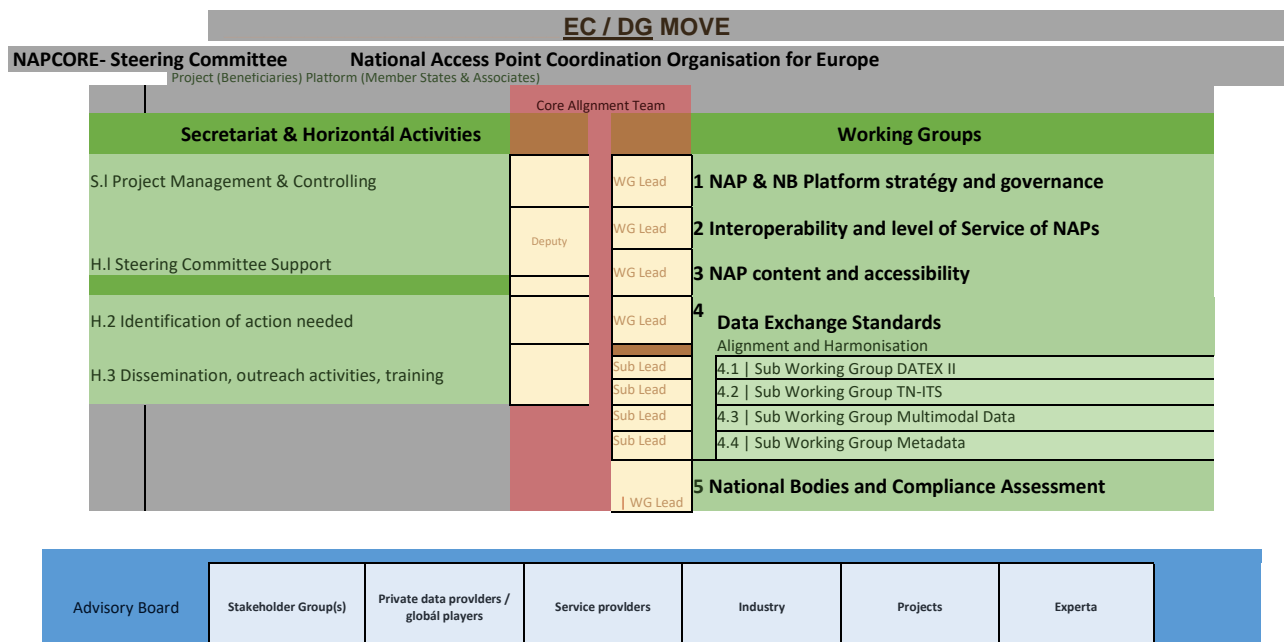 EC / DG MOVE
NAPCORE- Steering Committee National Access Point Coordination Organisation for Europe
Project (Beneficiaries) Platform (Member States & Associates)
Core Allgnment Team
Secretariat & Horizontál Activities
Working Groups
S.l Project Management & Controlling
WG Lead
1 NAP & NB Platform stratégy and governance
Deputy
WG Lead
2 Interoperability and level of Service of NAPs
H.l Steering Committee Support
WG Lead
3 NAP content and accessibility
H.2 Identification of action needed
WG Lead
4 Data Exchange Standards
Alignment and Harmonisation
H.3 Dissemination, outreach activities, training
Sub Lead
4.1 | Sub Working Group DATEX II
Sub Lead
4.2 | Sub Working Group TN-ITS
Sub Lead
4.3 | Sub Working Group Multimodal Data
Sub Lead
4.4 | Sub Working Group Metadata
| WG Lead
5 National Bodies and Compliance Assessment
Advisory Board
Stakeholder Group(s)
Private data provlders /
globál players
Service provlders
Industry
Projects
Experta